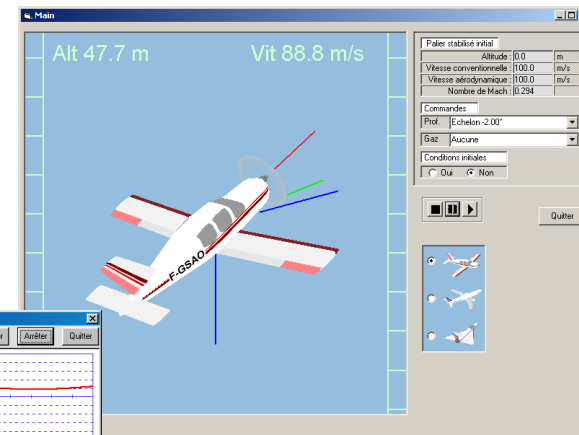 Main
Alt 47.7 m Vit 88.8 m/s
F-GSAO
Palier stabilisé initial
Altitude : 0.0 m
Vitesse conventionnelle : 100.0 m/s
Vitesse aérodynamique : 100.0 m/s
Nombre de Mach : 0.294
Commandes
Prof. Echelon -2.00°
Gaz Aucune
Conditions initiales
Oui Non
Quitter
Arrêter Quitter